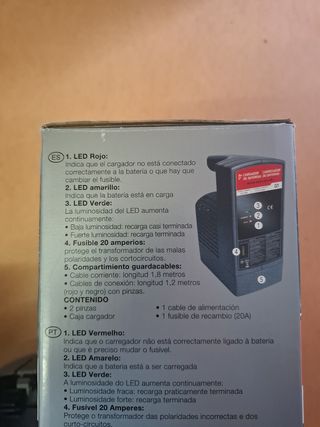 ES 1. LED Rojo:
Indica que el cargador no está conectado
correctamente a la batería o que hay que
cambiar el fusible.
2. LED amarillo:
Indica que la batería está en carga
3. LED Verde:
La luminosidad del LED aumenta
continuamente:
• Baja luminosidad: recarga casi terminada
• Fuerte luminosidad: recarga terminada
4. Fusible 20 amperios:
protege el transformador de las malas
polaridades y los cortocircuitos.
5. Compartimiento guardacables:
• Cable corriente: longitud 1,8 metros
• Cables de conexión: longitud 1,2 metros
(rojo y negro) con pinzas.
CONTENIDO
• 2 pinzas
• Caja cargador
• 1 cable de alimentación
• 1 fusible de recambio (20A)
3
2
1
4
5
PT 1. LED Vermelho:
Indica que o carregador não está correctamente ligado à bateria
ou que é preciso mudar o fusível.
2. LED Amarelo:
Indica que a bateria está a ser carregada
3. LED Verde:
A luminosidade do LED aumenta continuamente:
• Luminosidade fraca: recarga praticamente terminada
• Luminosidade forte: recarga terminada
4. Fusível 20 Amperes:
Protege o transformador das polaridades incorrectas e dos
curto-circuitos.